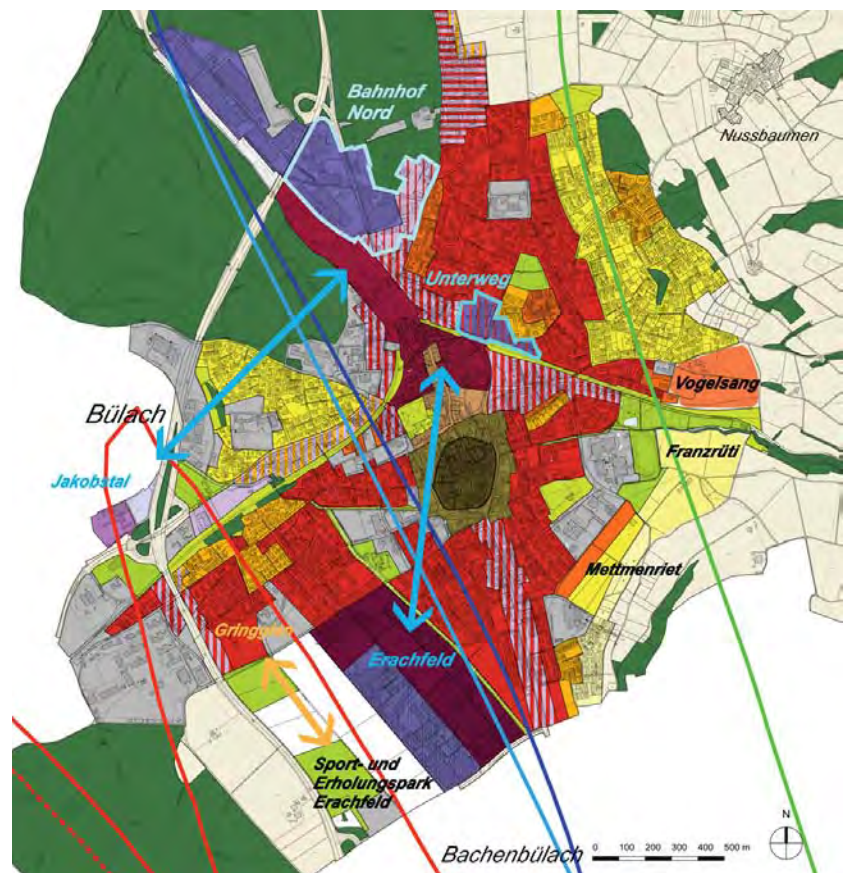 Bahnhof
Nord
Nussbaumen
Unterweg
Vogelsang
Bülach
Franzrüti
Jakobstal
Mettmenriet
Gringglen
Erachfeld
Sport- und
Erholungspark
Erachfeld
N
Bachenbülach
0 100 200 300 400 500 m